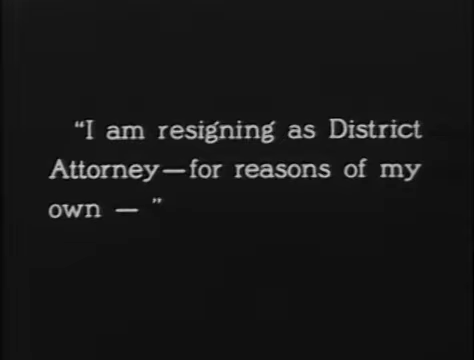 “I am resigning as District
Attorney—for reasons of my
own — ”